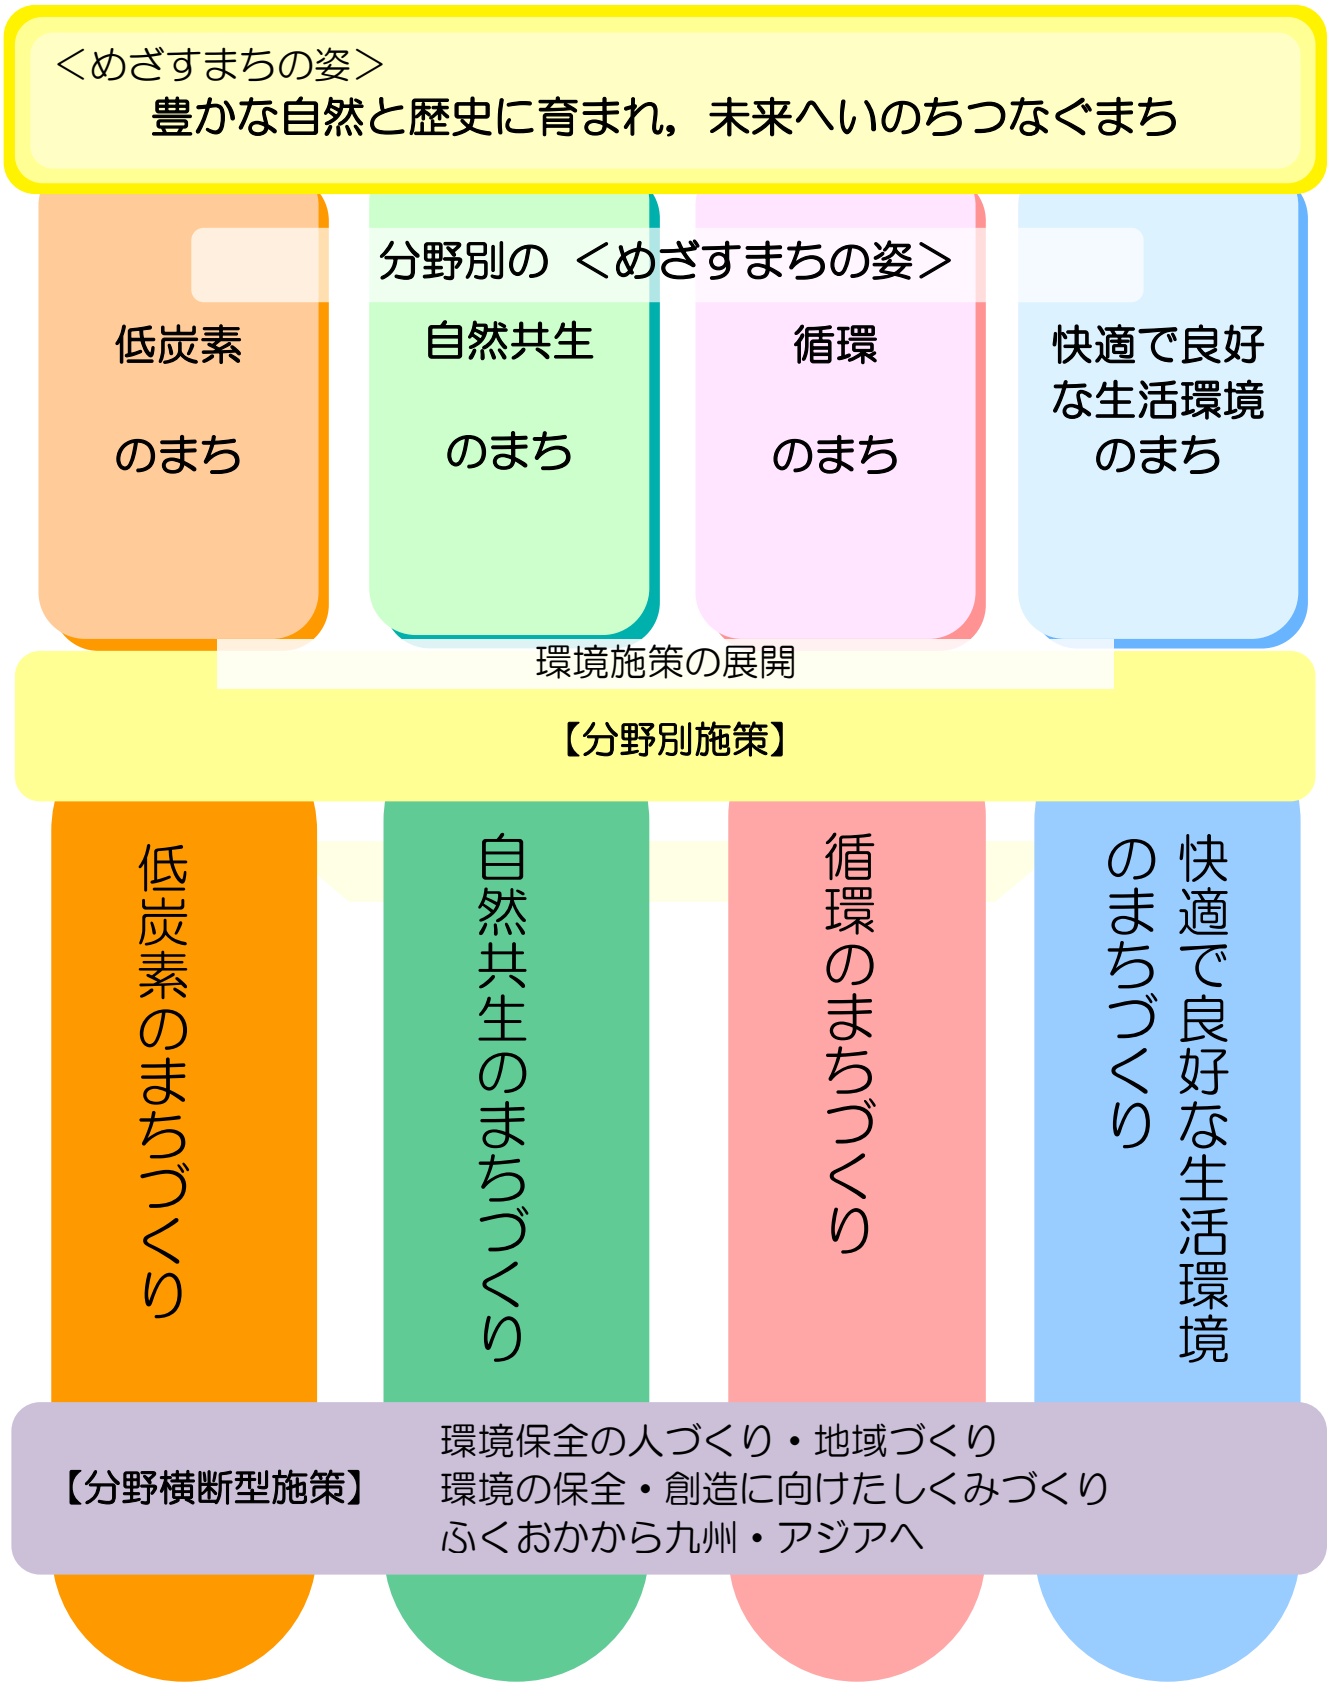 ＜めざすまちの姿＞
豊かな自然と歴史に育まれ，未来へいのちつなぐまち
分野別の ＜めざすまちの姿＞
低炭素
のまち
自然共生
のまち
循環
のまち
快適で良好
な生活環境
のまち
環境施策の展開
【分野別施策】
低炭素のまちづくり
自然共生のまちづくり
循環のまちづくり
快適で良好な生活環境
のまちづくり
【分野横断型施策】
環境保全の人づくり・地域づくり
環境の保全・創造に向けたしくみづくり
ふくおかから九州・アジアへ